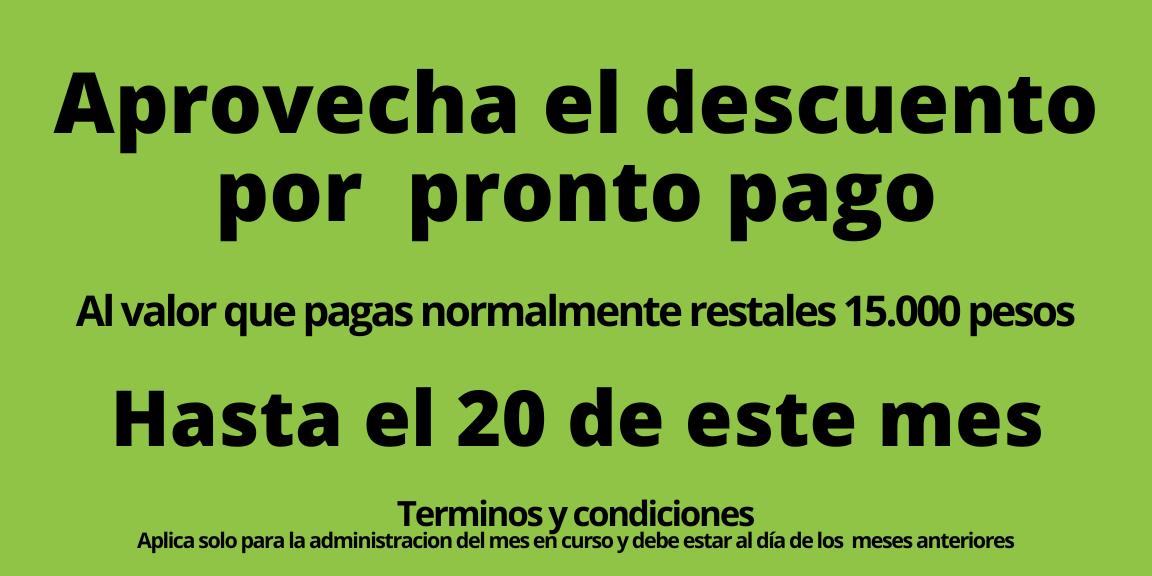 Aprovecha el descuento
por  pronto pago
Al valor que pagas normalmente restales 15.000 pesos
Hasta el 20 de este mes
Terminos y condiciones
Aplica solo para la administracion del mes en curso y debe estar al día de los  meses anteriores